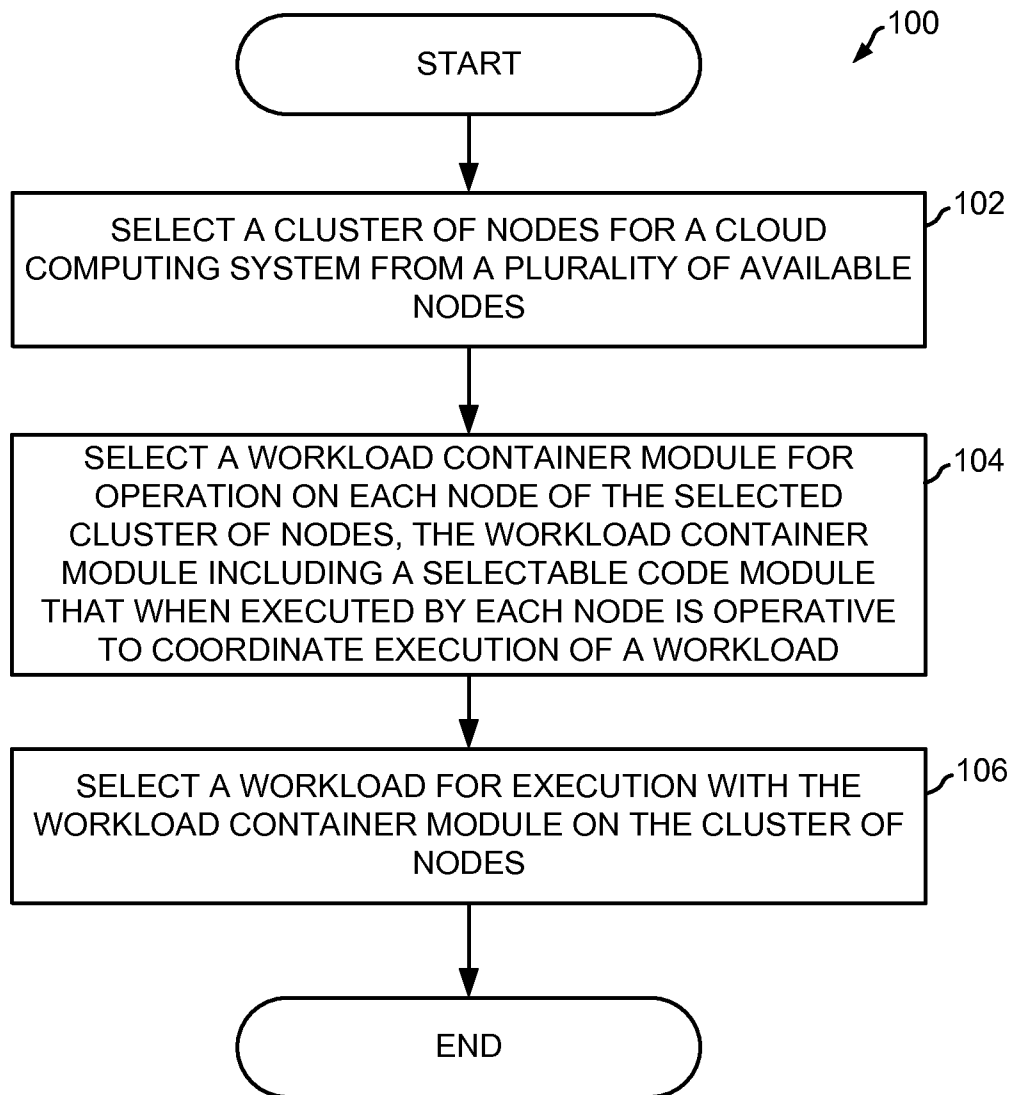 100
START
102
SELECT A CLUSTER OF NODES FOR A CLOUD
COMPUTING SYSTEM FROM A PLURALITY OF AVAILABLE
NODES
104
SELECT A WORKLOAD CONTAINER MODULE FOR
OPERATION ON EACH NODE OF THE SELECTED
CLUSTER OF NODES, THE WORKLOAD CONTAINER
MODULE INCLUDING A SELECTABLE CODE MODULE
THAT WHEN EXECUTED BY EACH NODE IS OPERATIVE
TO COORDINATE EXECUTION OF A WORKLOAD
106
SELECT A WORKLOAD FOR EXECUTION WITH THE
WORKLOAD CONTAINER MODULE ON THE CLUSTER OF
NODES
END